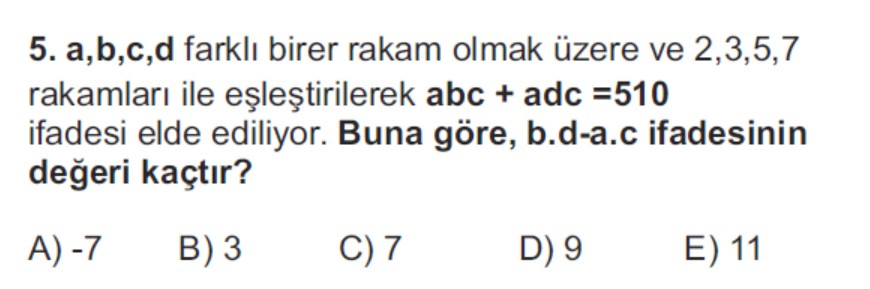 5. a,b,c,d farklı birer rakam olmak üzere ve 2,3,5,7
rakamları ile eşleştirilerek abc + adc =510
ifadesi elde ediliyor. Buna göre, b.d-a.c ifadesinin
değeri kaçtır?
A) -7 B) 3 C) 7 D) 9 E) 11